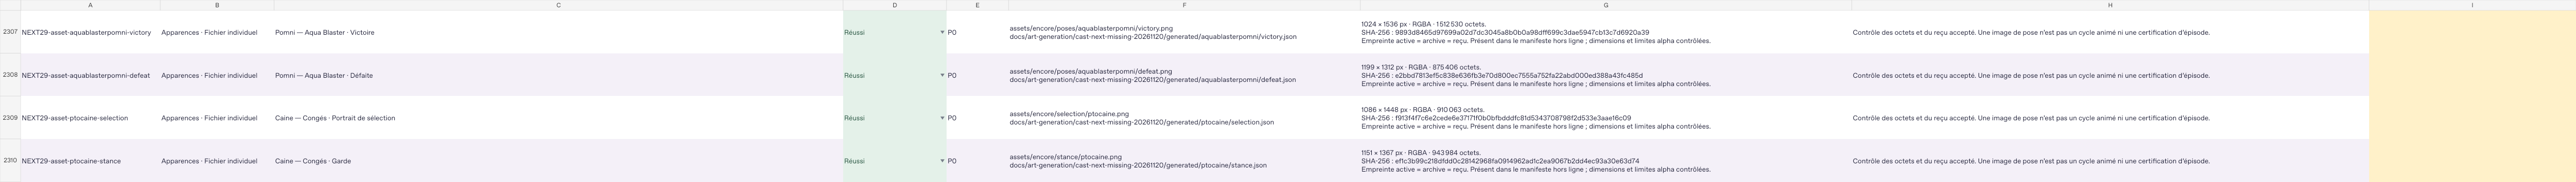 A B C D E F G H I
2307 NEXT29-asset-aquablasterpomni-victory Apparences · Fichier individuel Pomni — Aqua Blaster · Victoire Réussi P0
assets/encore/poses/aquablasterpomni/victory.png
docs/art-generation/cast-next-missing-20261120/generated/aquablasterpomni/victory.json
1024 × 1536 px · RGBA · 1 512 530 octets.
SHA-256 : 9893d8465d97699a02d7dc3045a8b0b0a98dff699c3dae5947cb13c7d6920a39
Empreinte active = archive = reçu. Présent dans le manifeste hors ligne ; dimensions et limites alpha contrôlées.
Contrôle des octets et du reçu accepté. Une image de pose n’est pas un cycle animé ni une certification d’épisode.
2308 NEXT29-asset-aquablasterpomni-defeat Apparences · Fichier individuel Pomni — Aqua Blaster · Défaite Réussi P0
assets/encore/poses/aquablasterpomni/defeat.png
docs/art-generation/cast-next-missing-20261120/generated/aquablasterpomni/defeat.json
1199 × 1312 px · RGBA · 875 406 octets.
SHA-256 : e2bbd7813ef5c838e636fb3e70d800ec7555a752fa22abd000ed388a43fc485d
Empreinte active = archive = reçu. Présent dans le manifeste hors ligne ; dimensions et limites alpha contrôlées.
Contrôle des octets et du reçu accepté. Une image de pose n’est pas un cycle animé ni une certification d’épisode.
2309 NEXT29-asset-ptocaine-selection Apparences · Fichier individuel Caine — Congés · Portrait de sélection Réussi P0
assets/encore/selection/ptocaine.png
docs/art-generation/cast-next-missing-20261120/generated/ptocaine/selection.json
1086 × 1448 px · RGBA · 910 063 octets.
SHA-256 : f913f4f7c6e2cede6e37171f0b0bfbdddfc81d5343708798f2d533e3aae16c09
Empreinte active = archive = reçu. Présent dans le manifeste hors ligne ; dimensions et limites alpha contrôlées.
Contrôle des octets et du reçu accepté. Une image de pose n’est pas un cycle animé ni une certification d’épisode.
2310 NEXT29-asset-ptocaine-stance Apparences · Fichier individuel Caine — Congés · Garde Réussi P0
assets/encore/stance/ptocaine.png
docs/art-generation/cast-next-missing-20261120/generated/ptocaine/stance.json
1151 × 1367 px · RGBA · 943 984 octets.
SHA-256 : ef1c3b99c218dfdd0c28142968fa0914962ad1c2ea9067b2dd4ec93a30e63d74
Empreinte active = archive = reçu. Présent dans le manifeste hors ligne ; dimensions et limites alpha contrôlées.
Contrôle des octets et du reçu accepté. Une image de pose n’est pas un cycle animé ni une certification d’épisode.